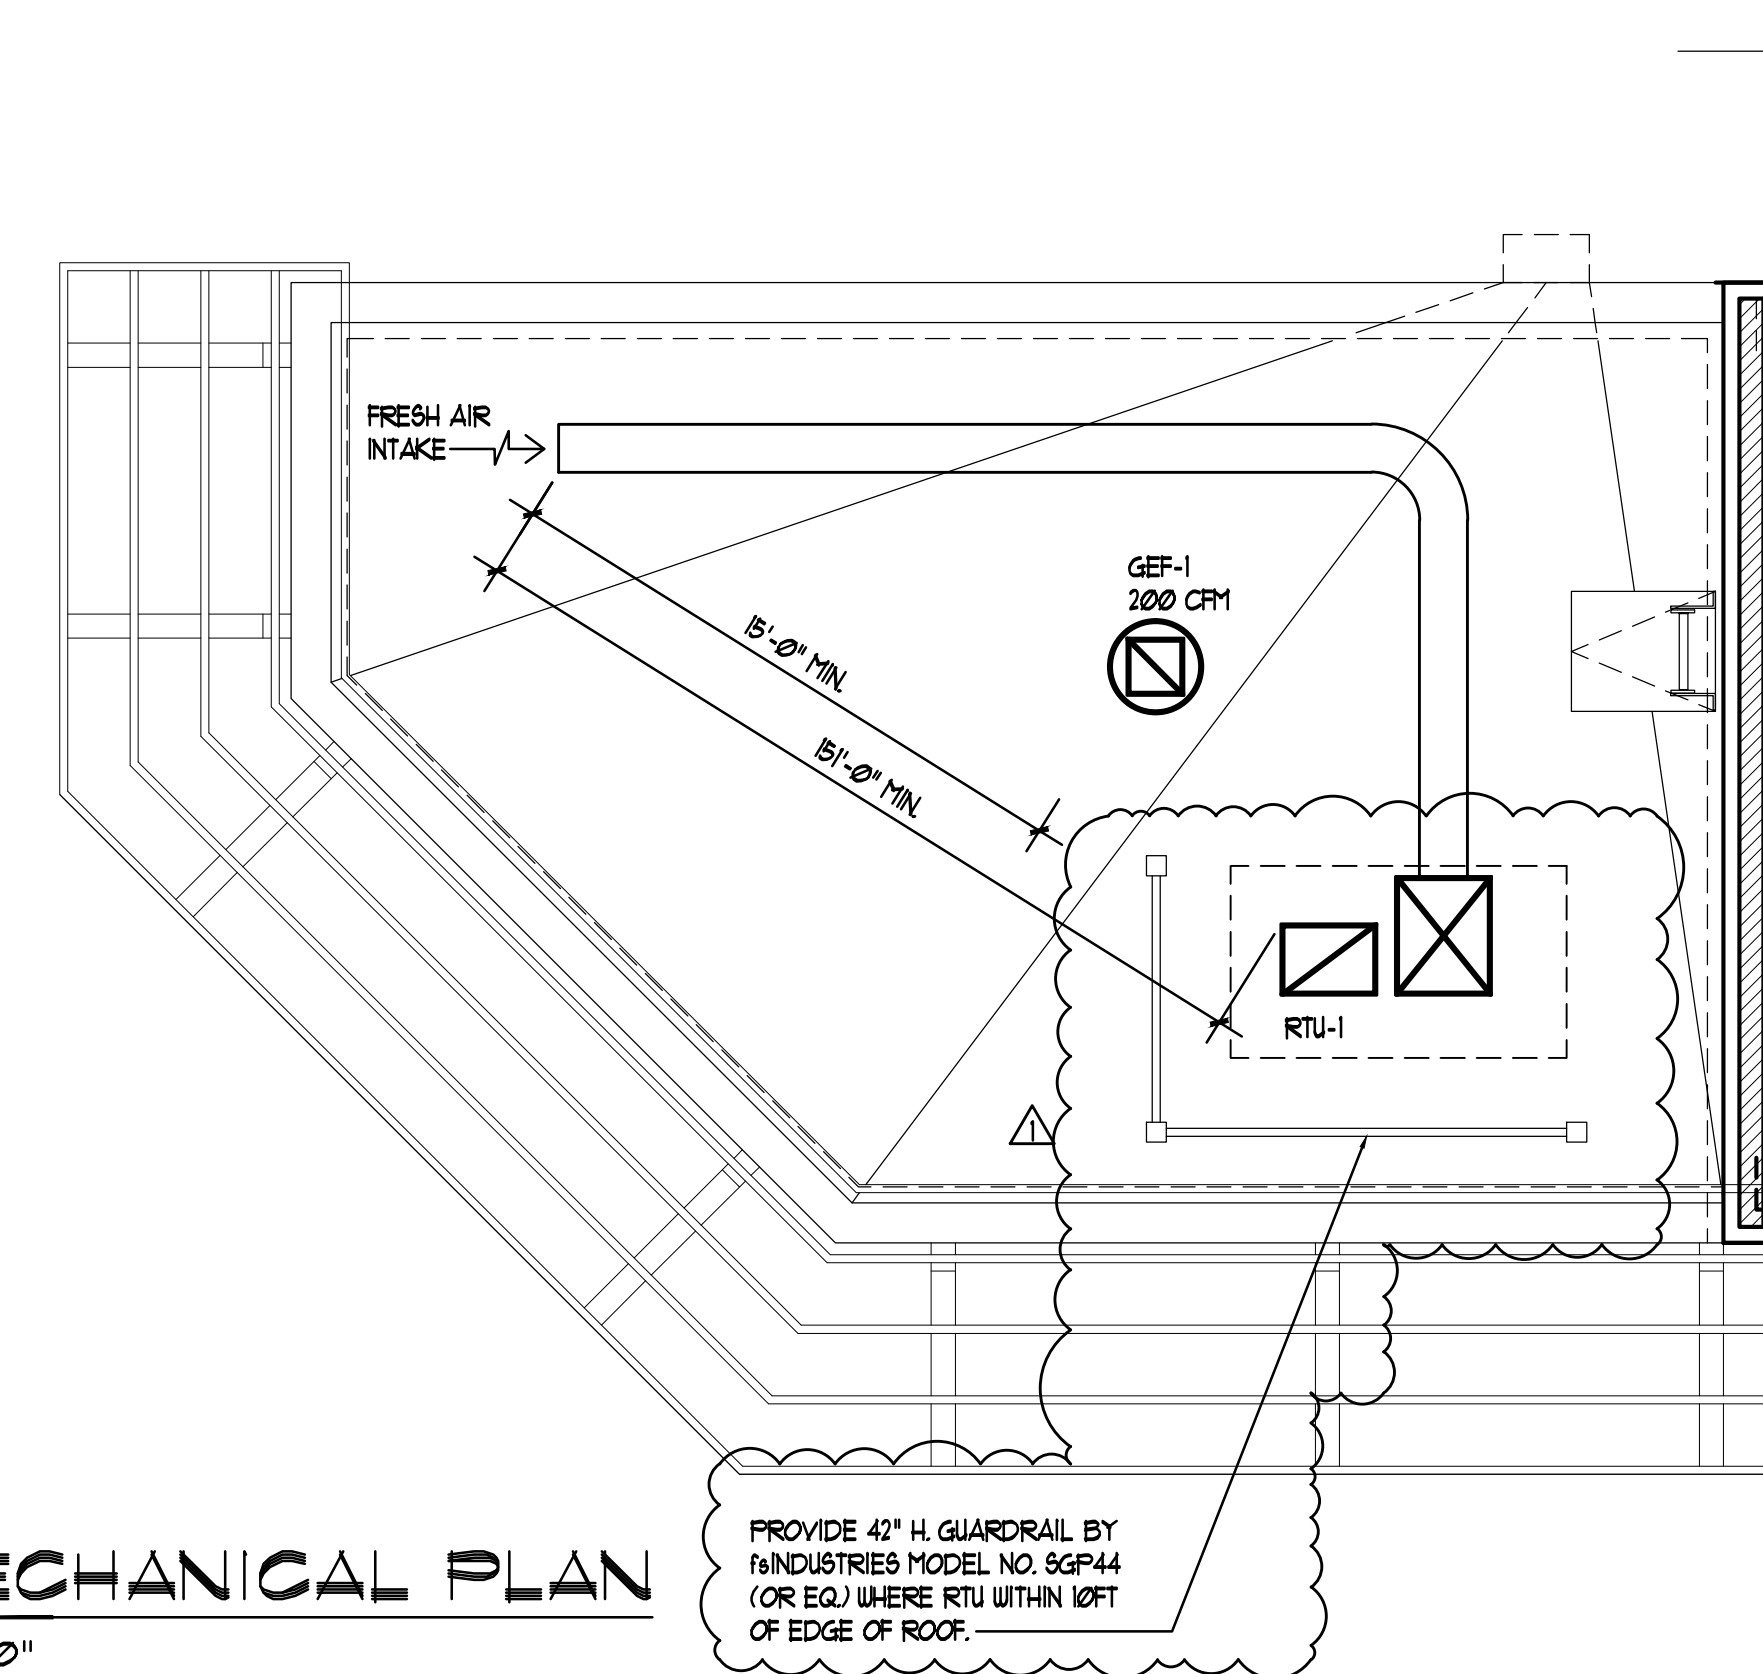 FRESH AIR
INTAKE
GEF-1
200 CFM
15'-0" MIN.
151'-0" MIN.
RTU-1
1
PROVIDE 42" H. GUARDRAIL BY
fsINDUSTRIES MODEL NO. SGP44
(OR EQ.) WHERE RTU WITHIN 10FT
OF EDGE OF ROOF.
ECHANICAL PLAN
0"